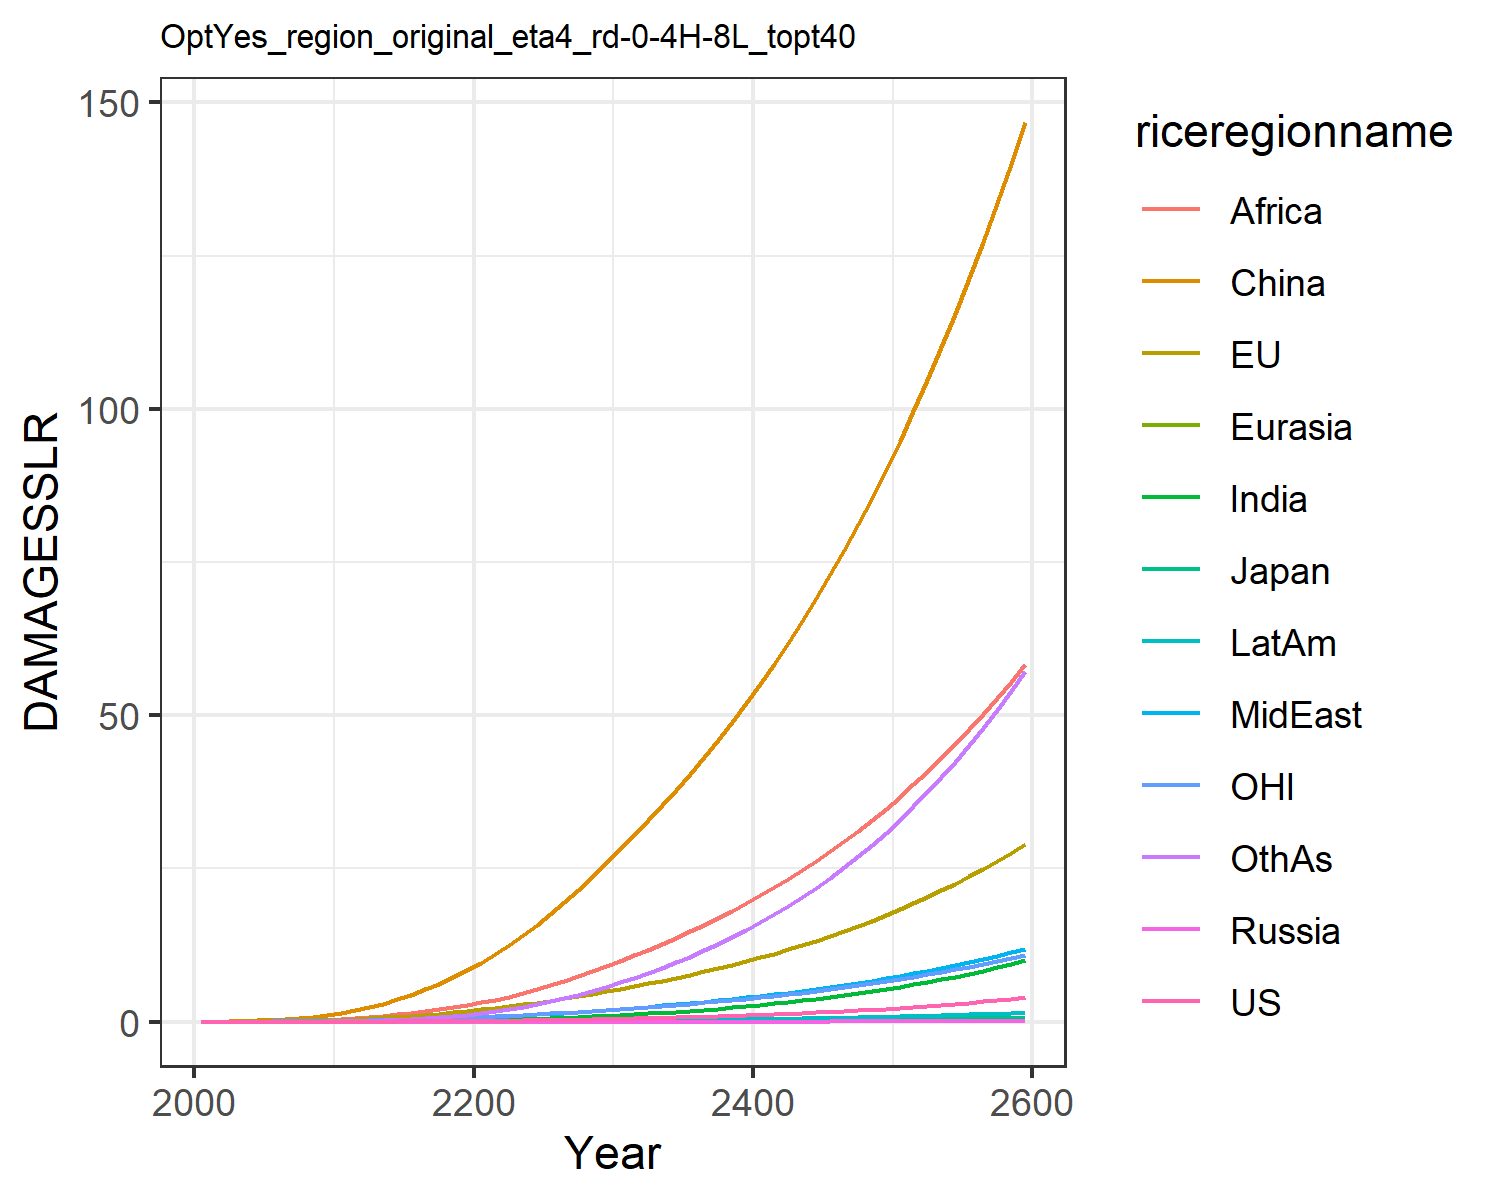 OptYes_region_original_eta4_rd-0-4H-8L_topt40
150
100
50
0
DAMAGESSLR
2000
2200
2400
2600
Year
riceregionname
Africa
China
EU
Eurasia
India
Japan
LatAm
MidEast
OHI
OthAs
Russia
US